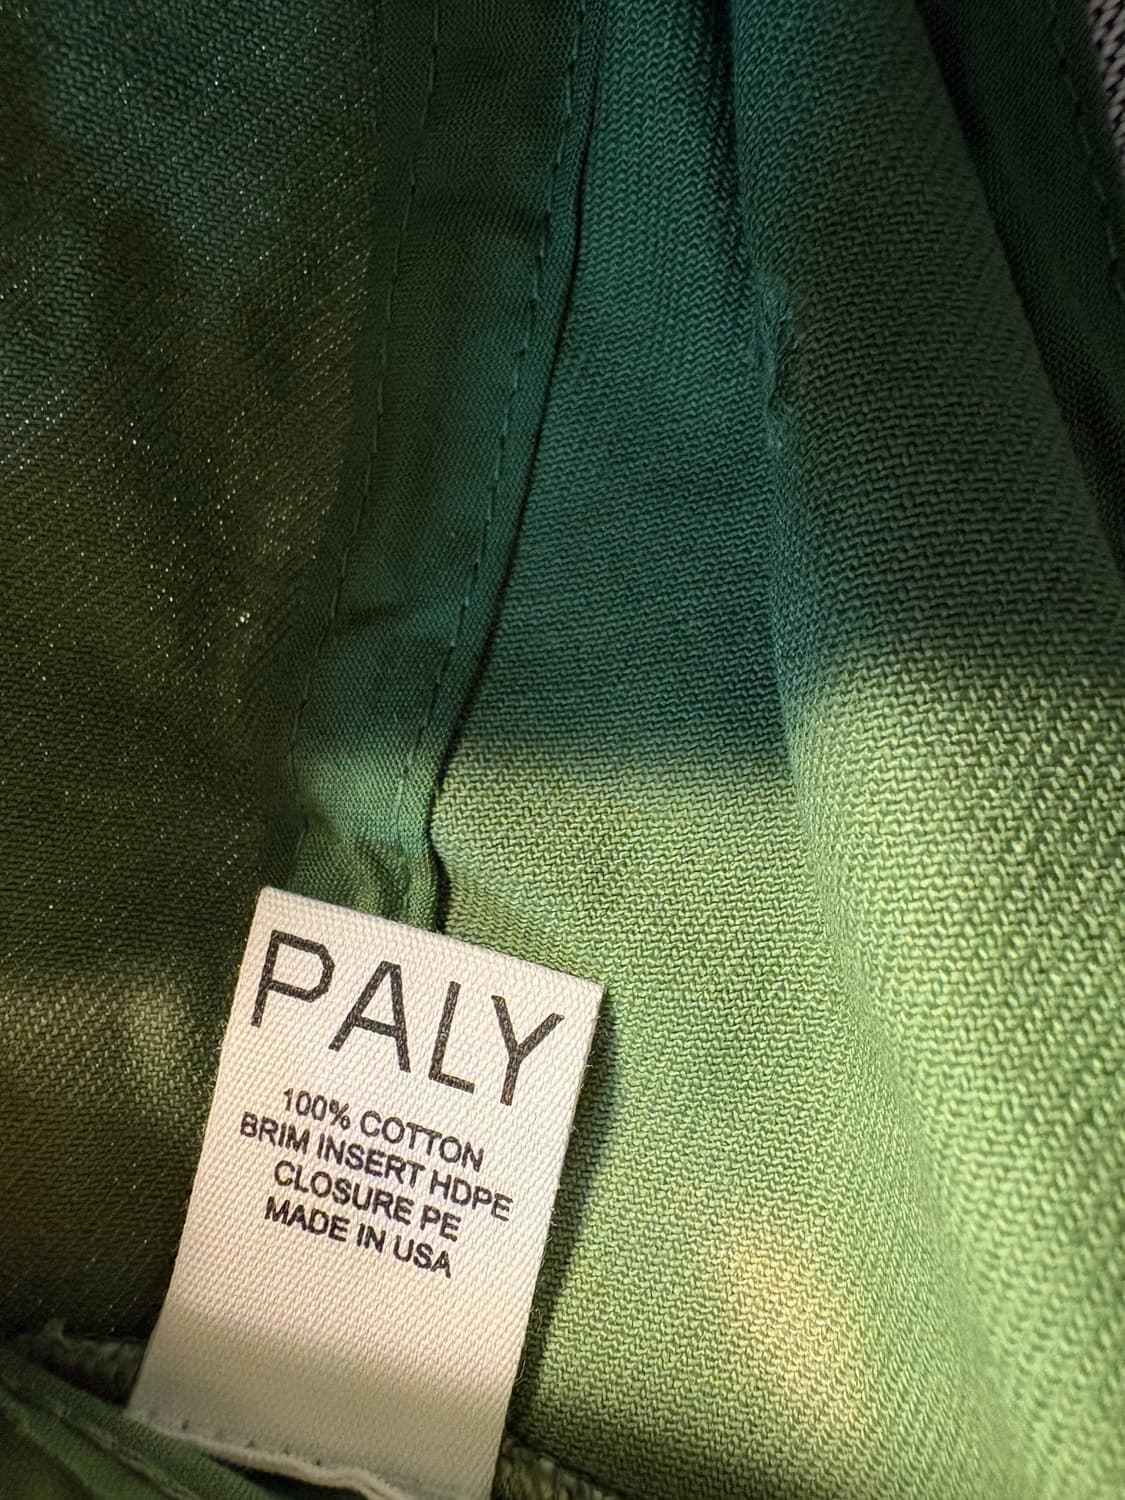 PALY
100% COTTON
BRIM INSERT HDPE
CLOSURE PE
MADE IN USA